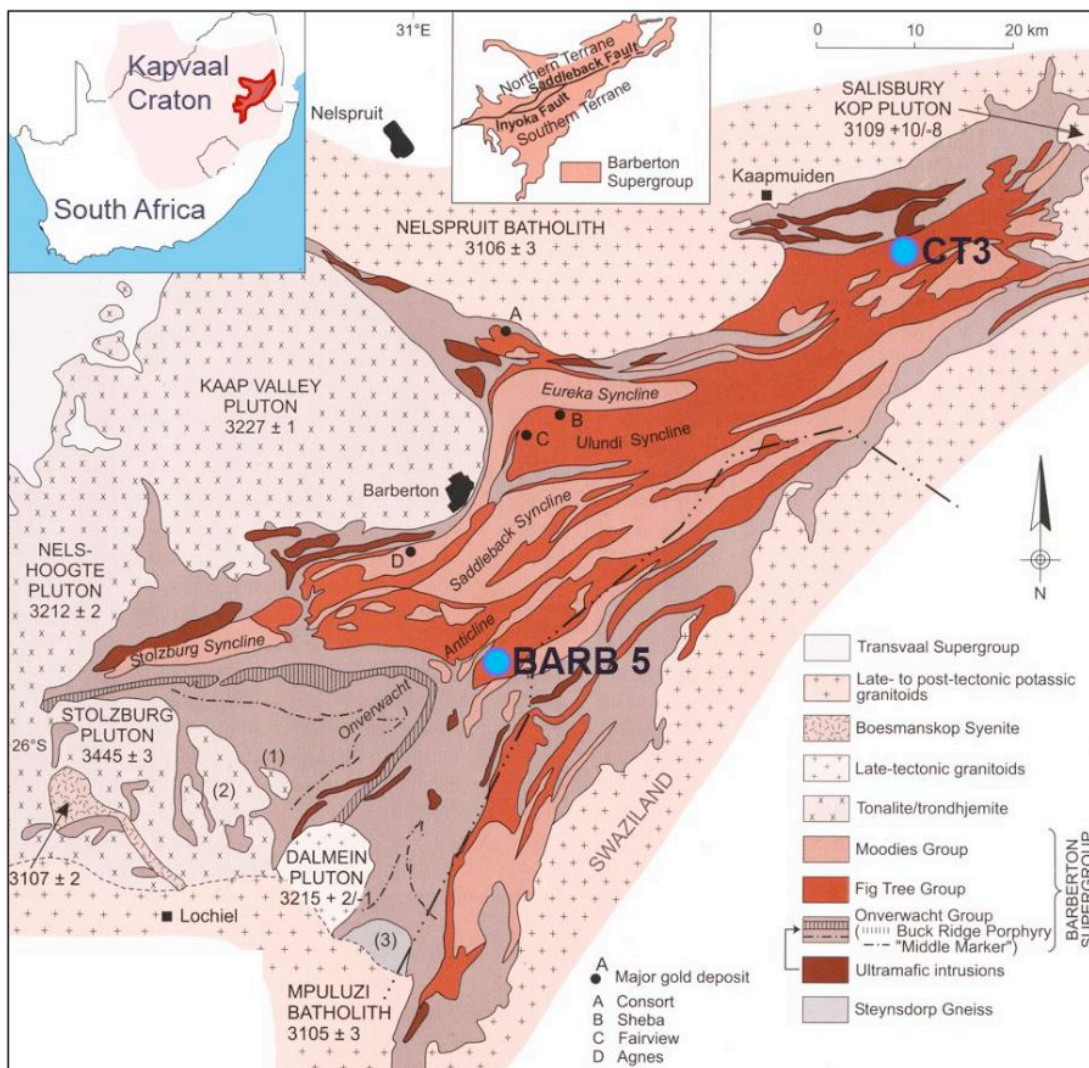 Kapvaal
Craton
South Africa
31°E
Nelspruit
Northern Terrane
Saddleback Fault
Inyoka Fault
Southern Terrane
Barberton
Supergroup
0 10 20 km
SALISBURY
KOP PLUTON
3109 +10/-8
Kaapmuiden
NELSPRUIT BATHOLITH
3106 ± 3
CT3
A
KAAP VALLEY
PLUTON
3227 ± 1
Eureka Syncline
B
C
Ulundi Syncline
Barberton
D
Saddleback Syncline
NELS-
HOOGTE
PLUTON
3212 ± 2
Stolzburg Syncline
Anticline
BARB 5
Onverwacht
N
STOLZBURG
PLUTON
3445 ± 3
26°S
(1)
(2)
SWAZILAND
3107 ± 2
DALMEIN
PLUTON
3215 + 2/-
Lochiel
(3)
MPULUZI
BATHOLITH
3105 ± 3
A
Major gold deposit
A Consort
B Sheba
C Fairview
D Agnes
Transvaal Supergroup
Late- to post-tectonic potassic
granitoids
Boesmanskop Syenite
Late-tectonic granitoids
Tonalite/trondhjemite
Moodies Group
Fig Tree Group
Onverwacht Group
( Buck Ridge Porphyry
"Middle Marker")
Ultramafic intrusions
Steynsdorp Gneiss
BARBERTON
SUPERGROUP